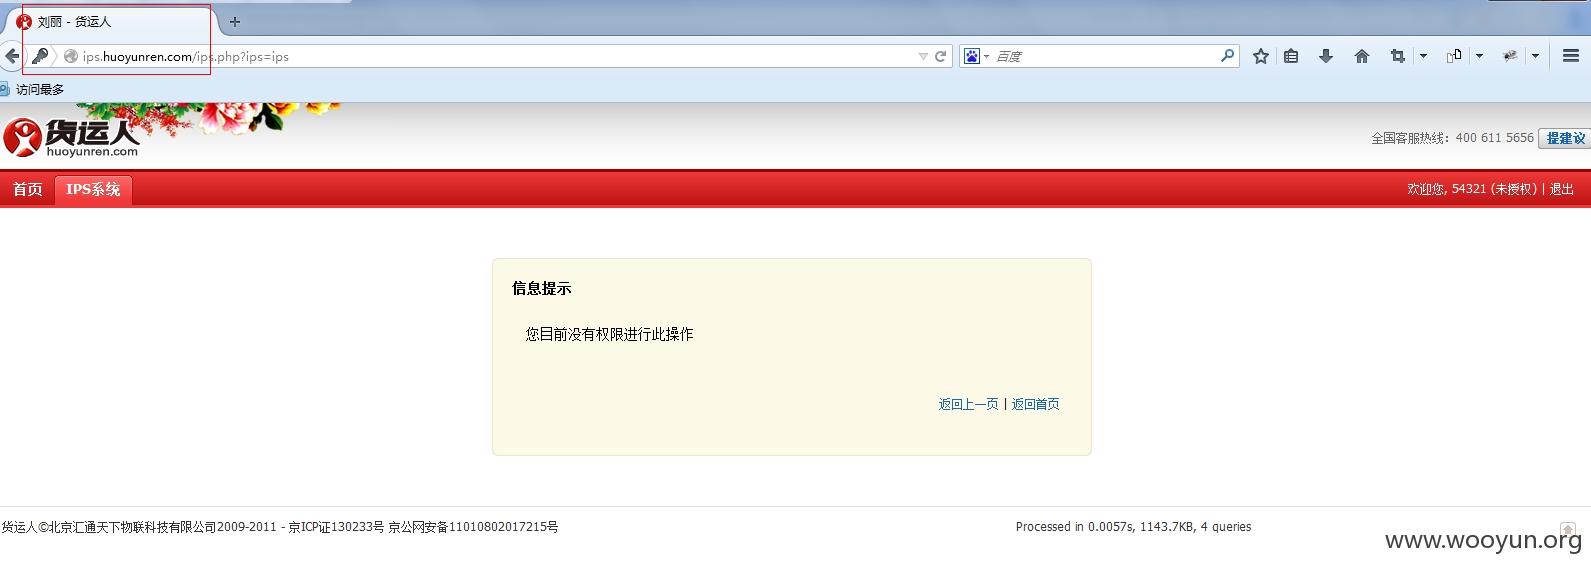 刘丽 - 货运人
ips.huoyunren.com/ips.php?ips=ips
百度
访问最多
货运人
huoyunren.com
全国客服热线：400 611 5656 提建议
首页 IPS系统 欢迎您, 54321 (未授权) | 退出
信息提示
您目前没有权限进行此操作
返回上一页 | 返回首页
货运人©北京汇通天下物联科技有限公司2009-2011 - 京ICP证130233号 京公网安备11010802017215号 Processed in 0.0057s, 1143.7KB, 4 queries
www.wooyun.org